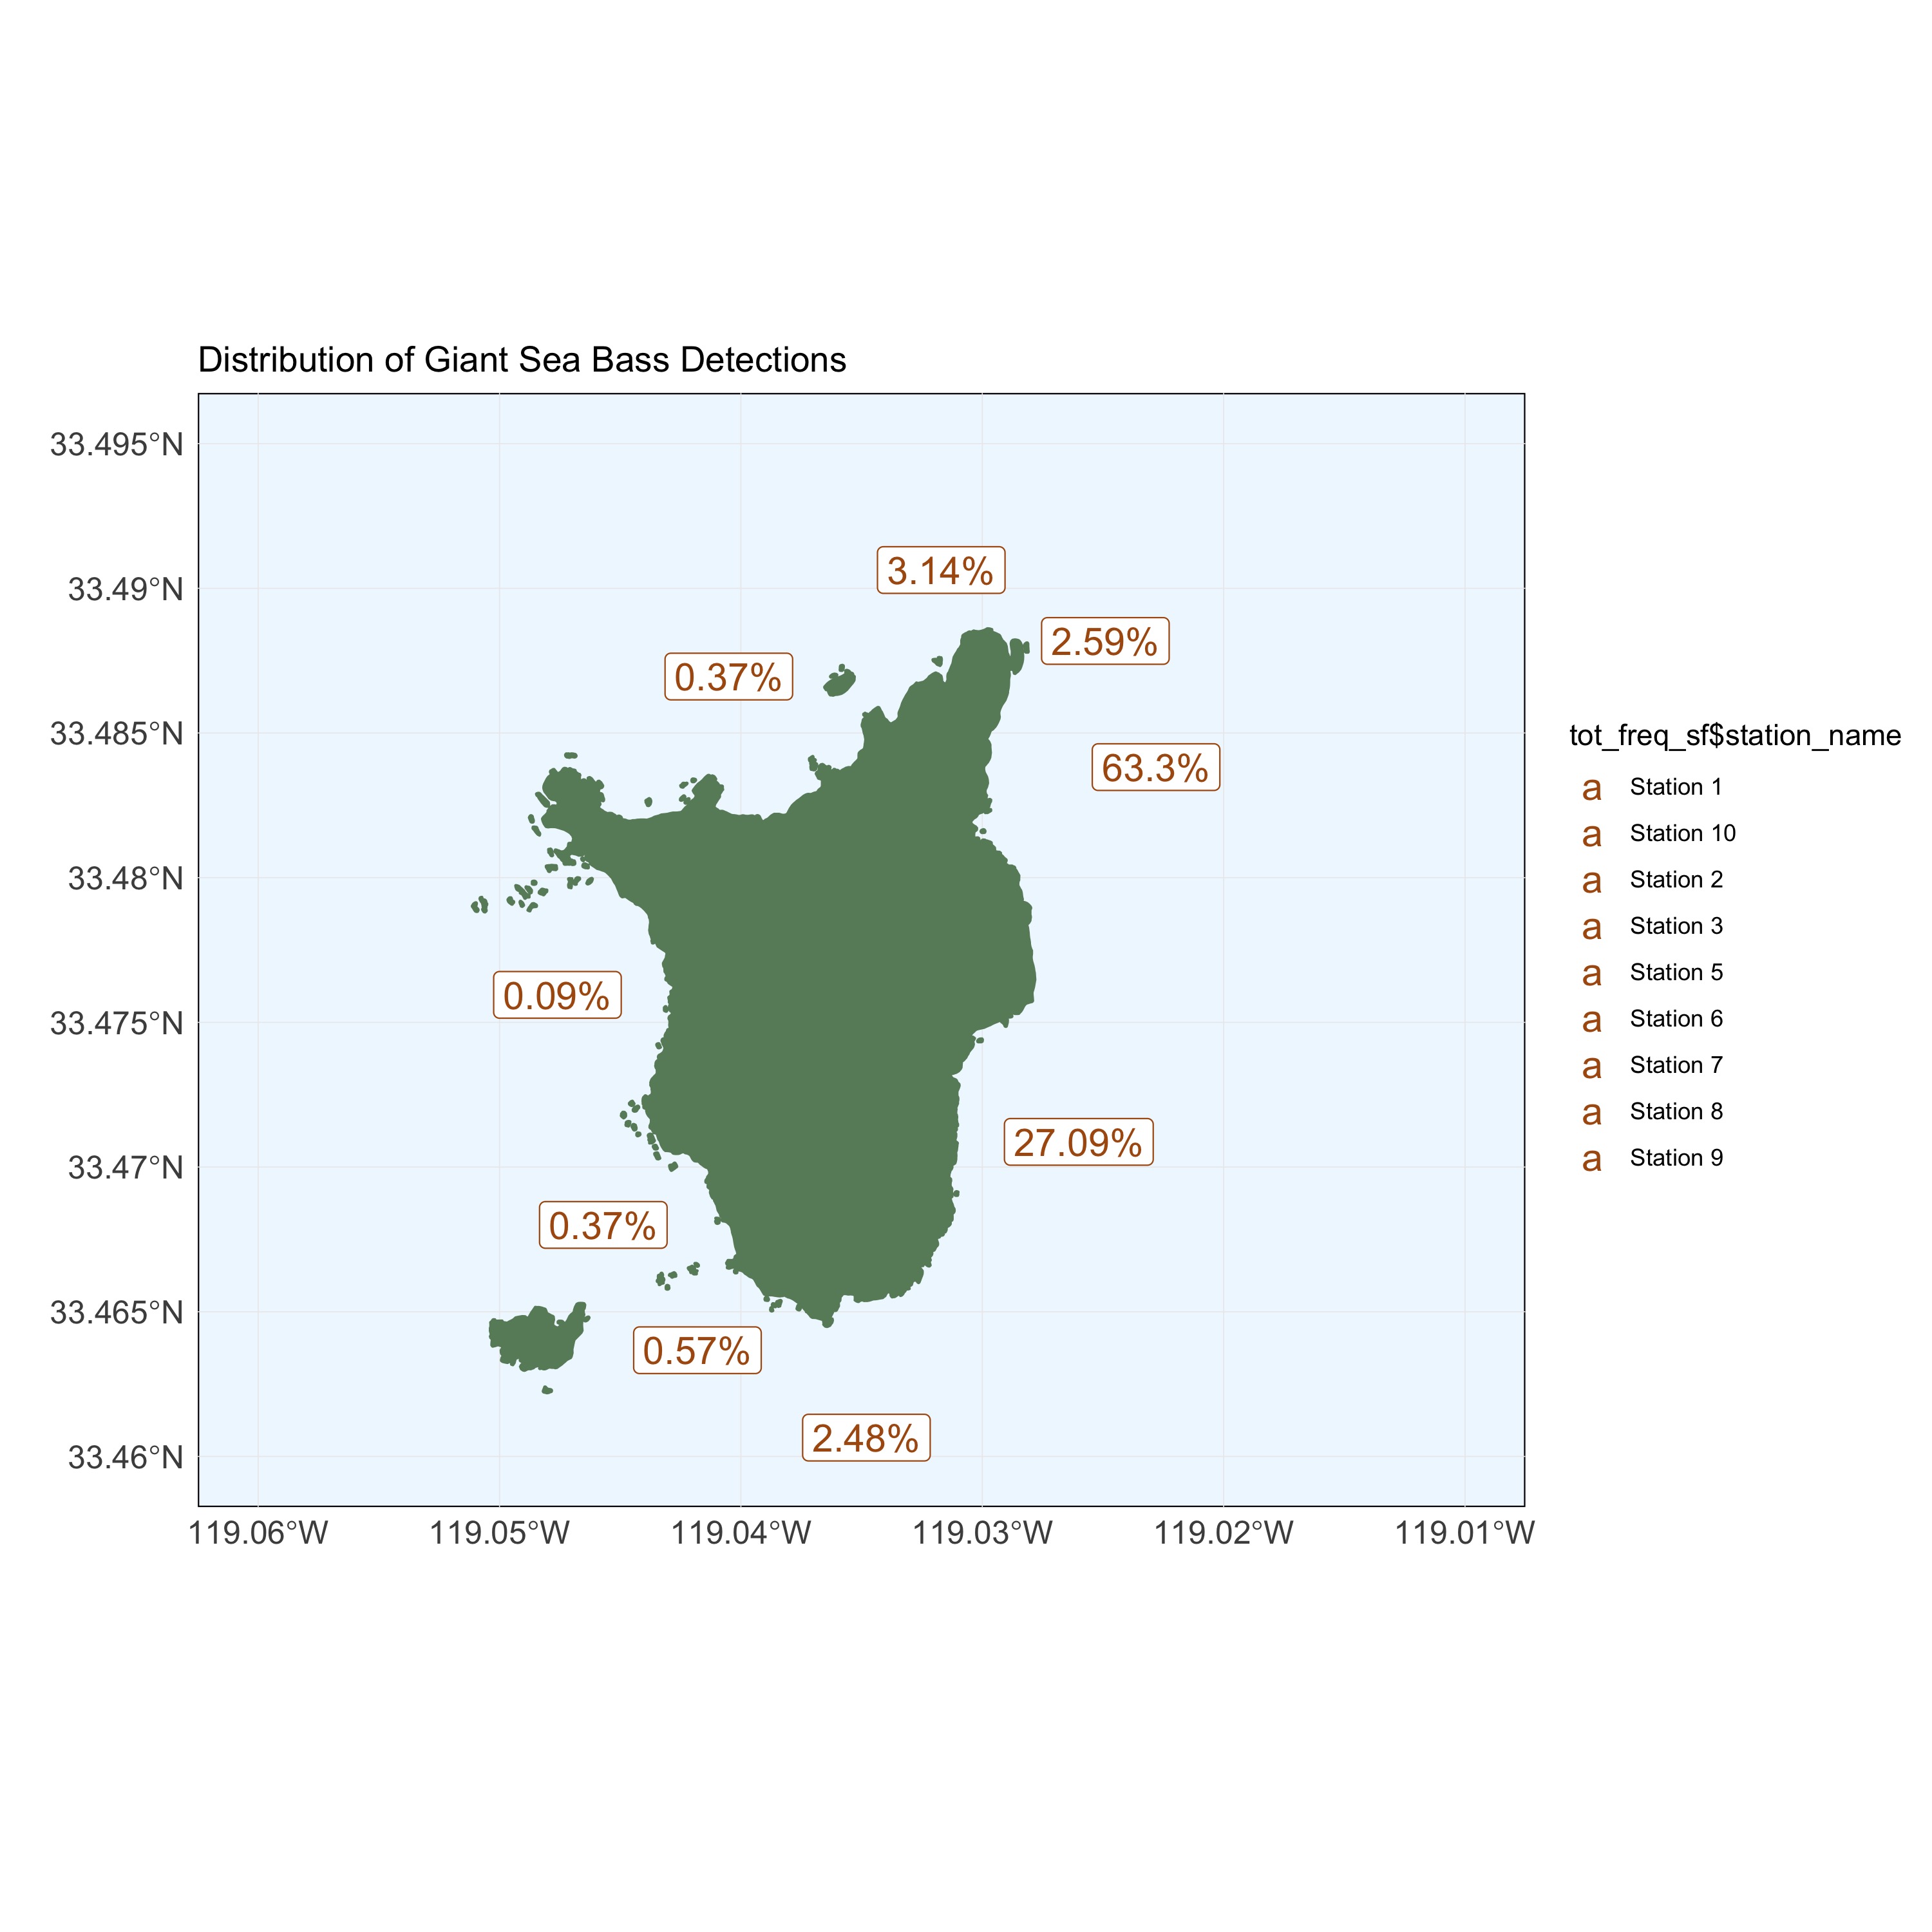 Distribution of Giant Sea Bass Detections
33.495°N
33.49°N
33.485°N
33.48°N
33.475°N
33.47°N
33.465°N
33.46°N
3.14%
2.59%
0.37%
63.3%
0.09%
27.09%
0.37%
0.57%
2.48%
119.06°W
119.05°W
119.04°W
119.03°W
119.02°W
119.01°W
tot_freq_sf$station_name
a Station 1
a Station 10
a Station 2
a Station 3
a Station 5
a Station 6
a Station 7
a Station 8
a Station 9